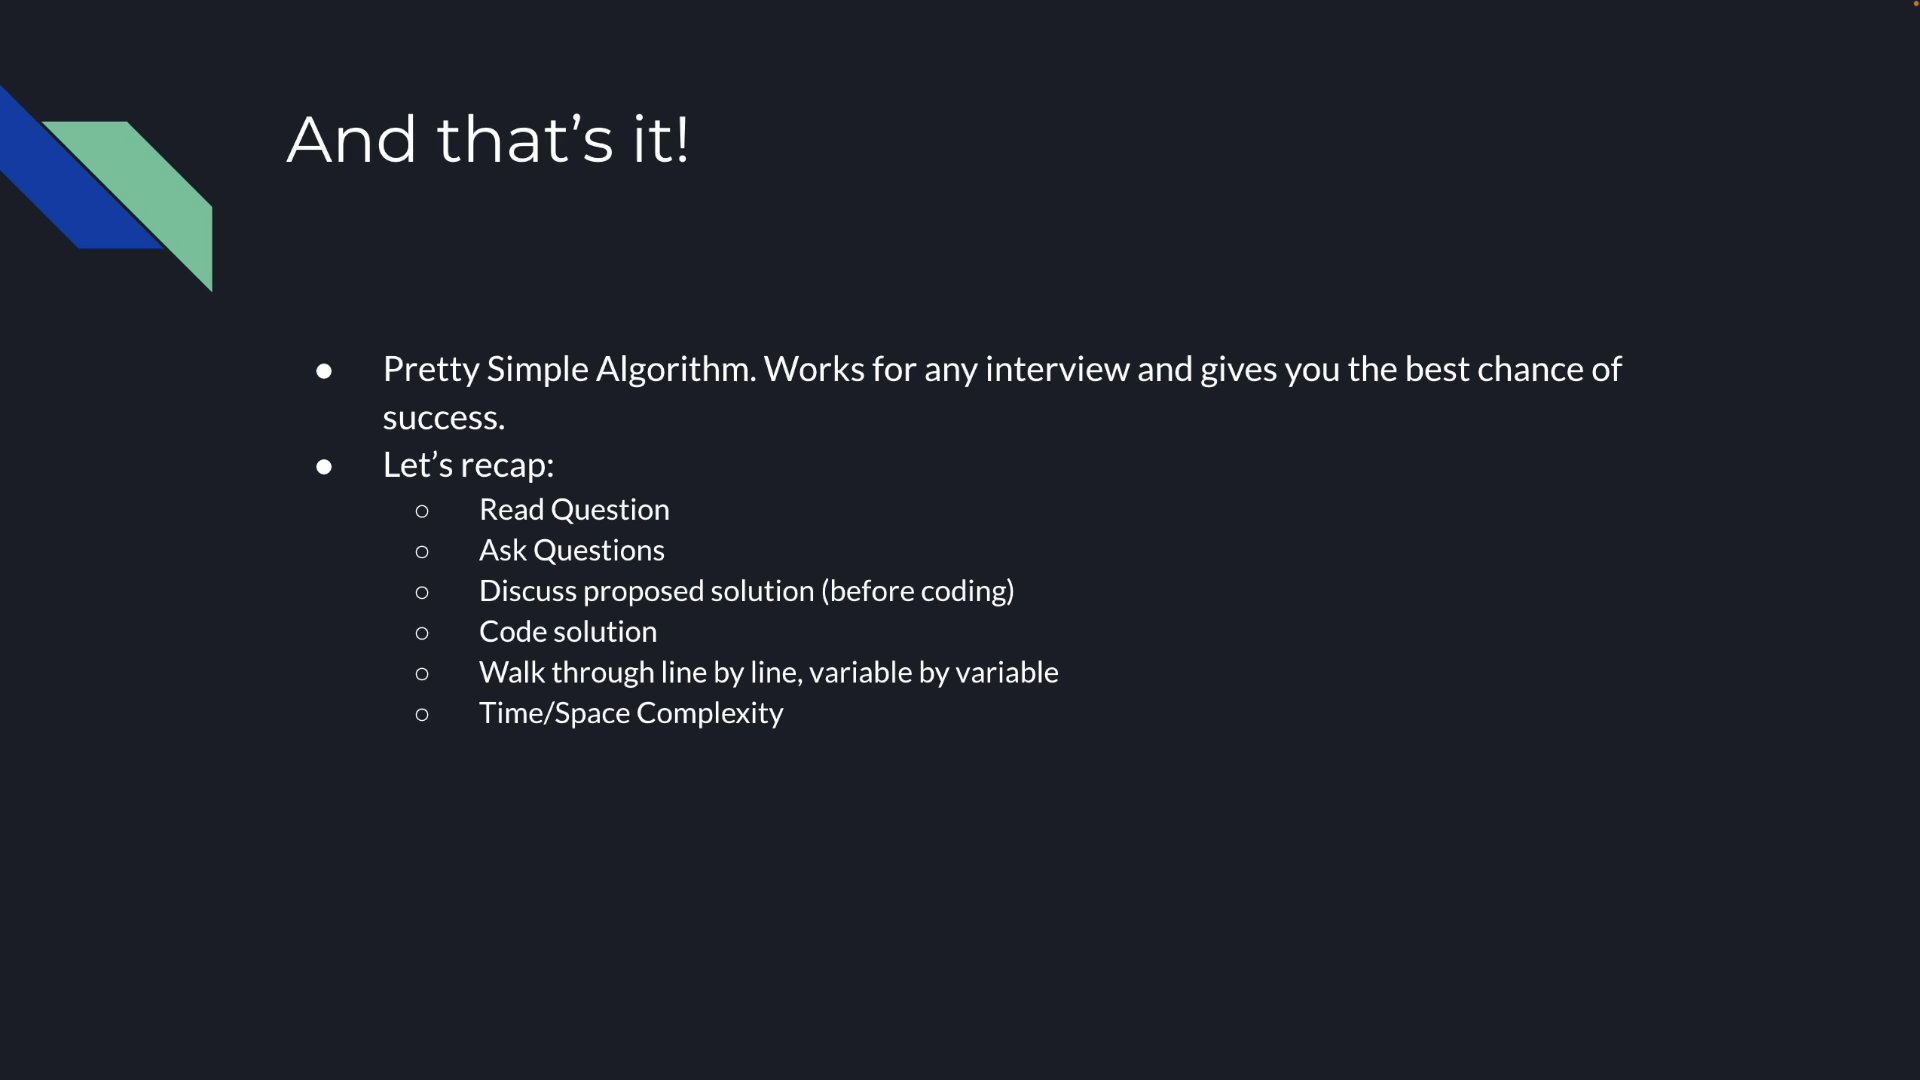 And that’s it!
● Pretty Simple Algorithm. Works for any interview and gives you the best chance of
success.
● Let’s recap:
○ Read Question
○ Ask Questions
○ Discuss proposed solution (before coding)
○ Code solution
○ Walk through line by line, variable by variable
○ Time/Space Complexity